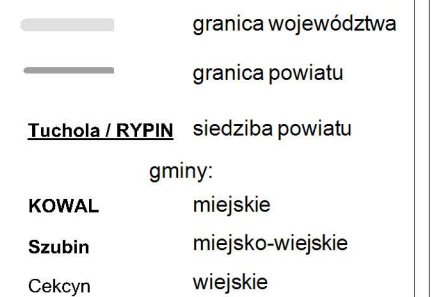 granica województwa
granica powiatu
Tuchola / RYPIN siedziba powiatu
gminy:
KOWAL miejskie
Szubin miejsko-wiejskie
Cekcyn wiejskie